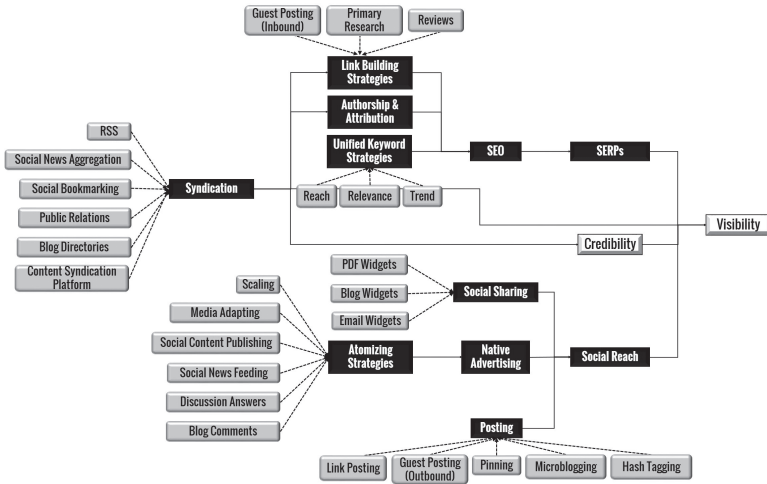 Guest Posting
(Inbound)
Primary
Research
Reviews
Link Building
Strategies
Authorship &
Attribution
RSS
Unified Keyword
Strategies
SEO
SERPs
Social News Aggregation
Social Bookmarking
Syndication
Reach
Relevance
Trend
Public Relations
Visibility
Blog Directories
Credibility
Content Syndication
Platform
PDF Widgets
Scaling
Blog Widgets
Social Sharing
Media Adapting
Email Widgets
Social Content Publishing
Atomizing
Strategies
Native
Advertising
Social Reach
Social News Feeding
Discussion Answers
Blog Comments
Posting
Link Posting
Guest Posting
(Outbound)
Pinning
Microblogging
Hash Tagging